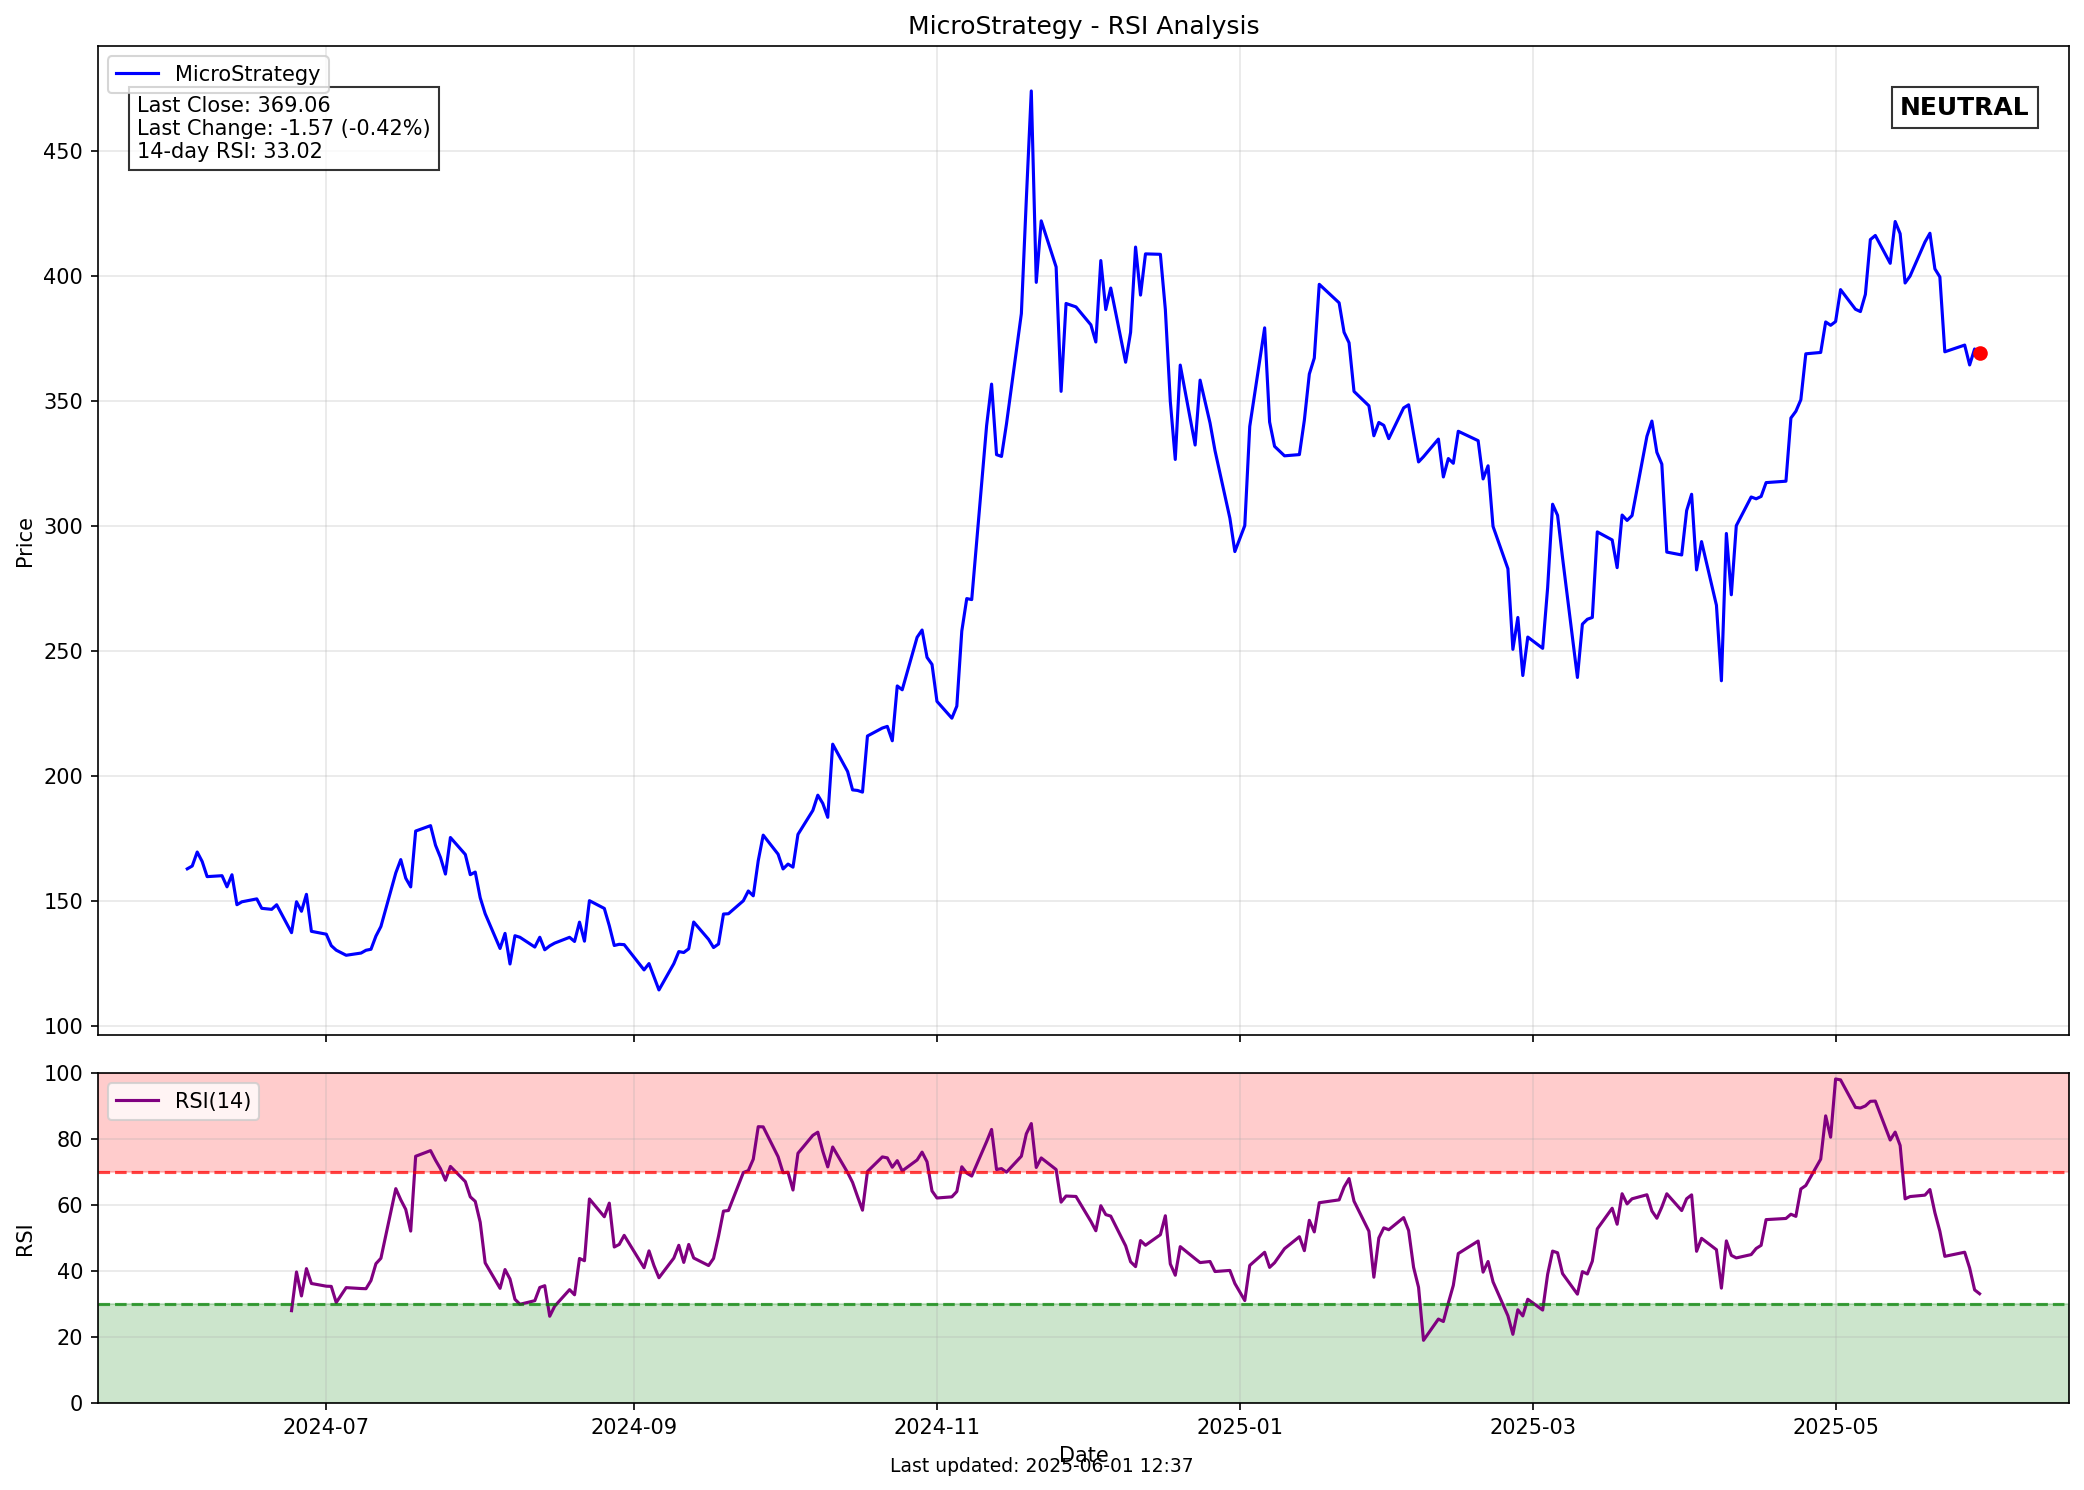 MicroStrategy - RSI Analysis
MicroStrategy
Last Close: 369.06
Last Change: -1.57 (-0.42%)
14-day RSI: 33.02
NEUTRAL
Price
450
400
350
300
250
200
150
100
RSI(14)
RSI
100
80
60
40
20
0
2024-07
2024-09
2024-11
2025-01
2025-03
2025-05
Date
Last updated: 2025-06-01 12:37